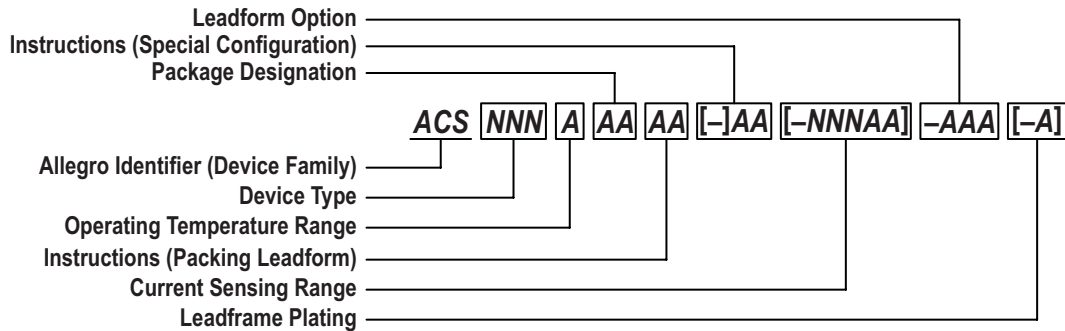 Leadform Option
Instructions (Special Configuration)
Package Designation
ACS NNN A AA AA [–]AA [–NNNAA] –AAA [–A]
Allegro Identifier (Device Family)
Device Type
Operating Temperature Range
Instructions (Packing Leadform)
Current Sensing Range
Leadframe Plating